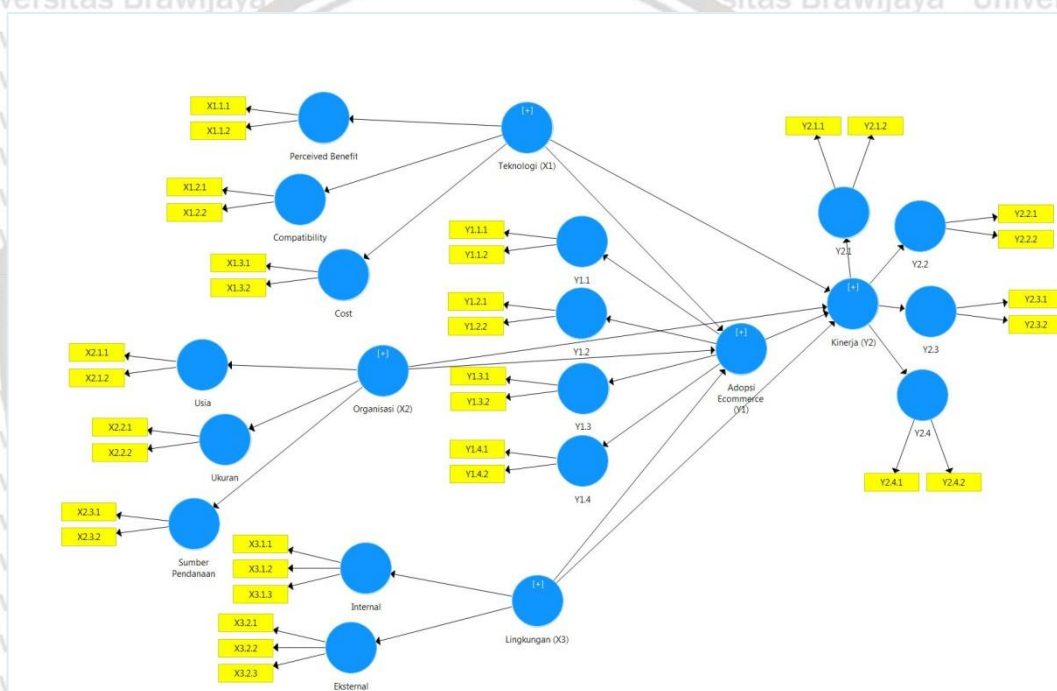 versitas Brawijaya
sitas Brawijaya
Univer
[+]
X1.1.1
X1.1.2
Perceived Benefit
Teknologi (X1)
Y2.1.1
Y2.1.2
X1.2.1
X1.2.2
Compatibility
Y2.1
Y2.2.1
Y2.2.2
Y2.2
Y1.1.1
Y1.1.2
Y1.1
X1.3.1
X1.3.2
Cost
[+]
Kinerja (Y2)
Y2.3.1
Y2.3.2
Y2.3
Y1.2.1
Y1.2.2
Y1.2
[+]
Adopsi
Ecommerce
(Y1)
X2.1.1
X2.1.2
Usia
[+]
Organisasi (X2)
Y1.3.1
Y1.3.2
Y1.3
Y2.4
Y2.4.1
Y2.4.2
X2.2.1
X2.2.2
Ukuran
Y1.4.1
Y1.4.2
Y1.4
X2.3.1
X2.3.2
Sumber
Pendanaan
X3.1.1
X3.1.2
X3.1.3
Internal
[+]
Lingkungan (X3)
X3.2.1
X3.2.2
X3.2.3
Eksternal